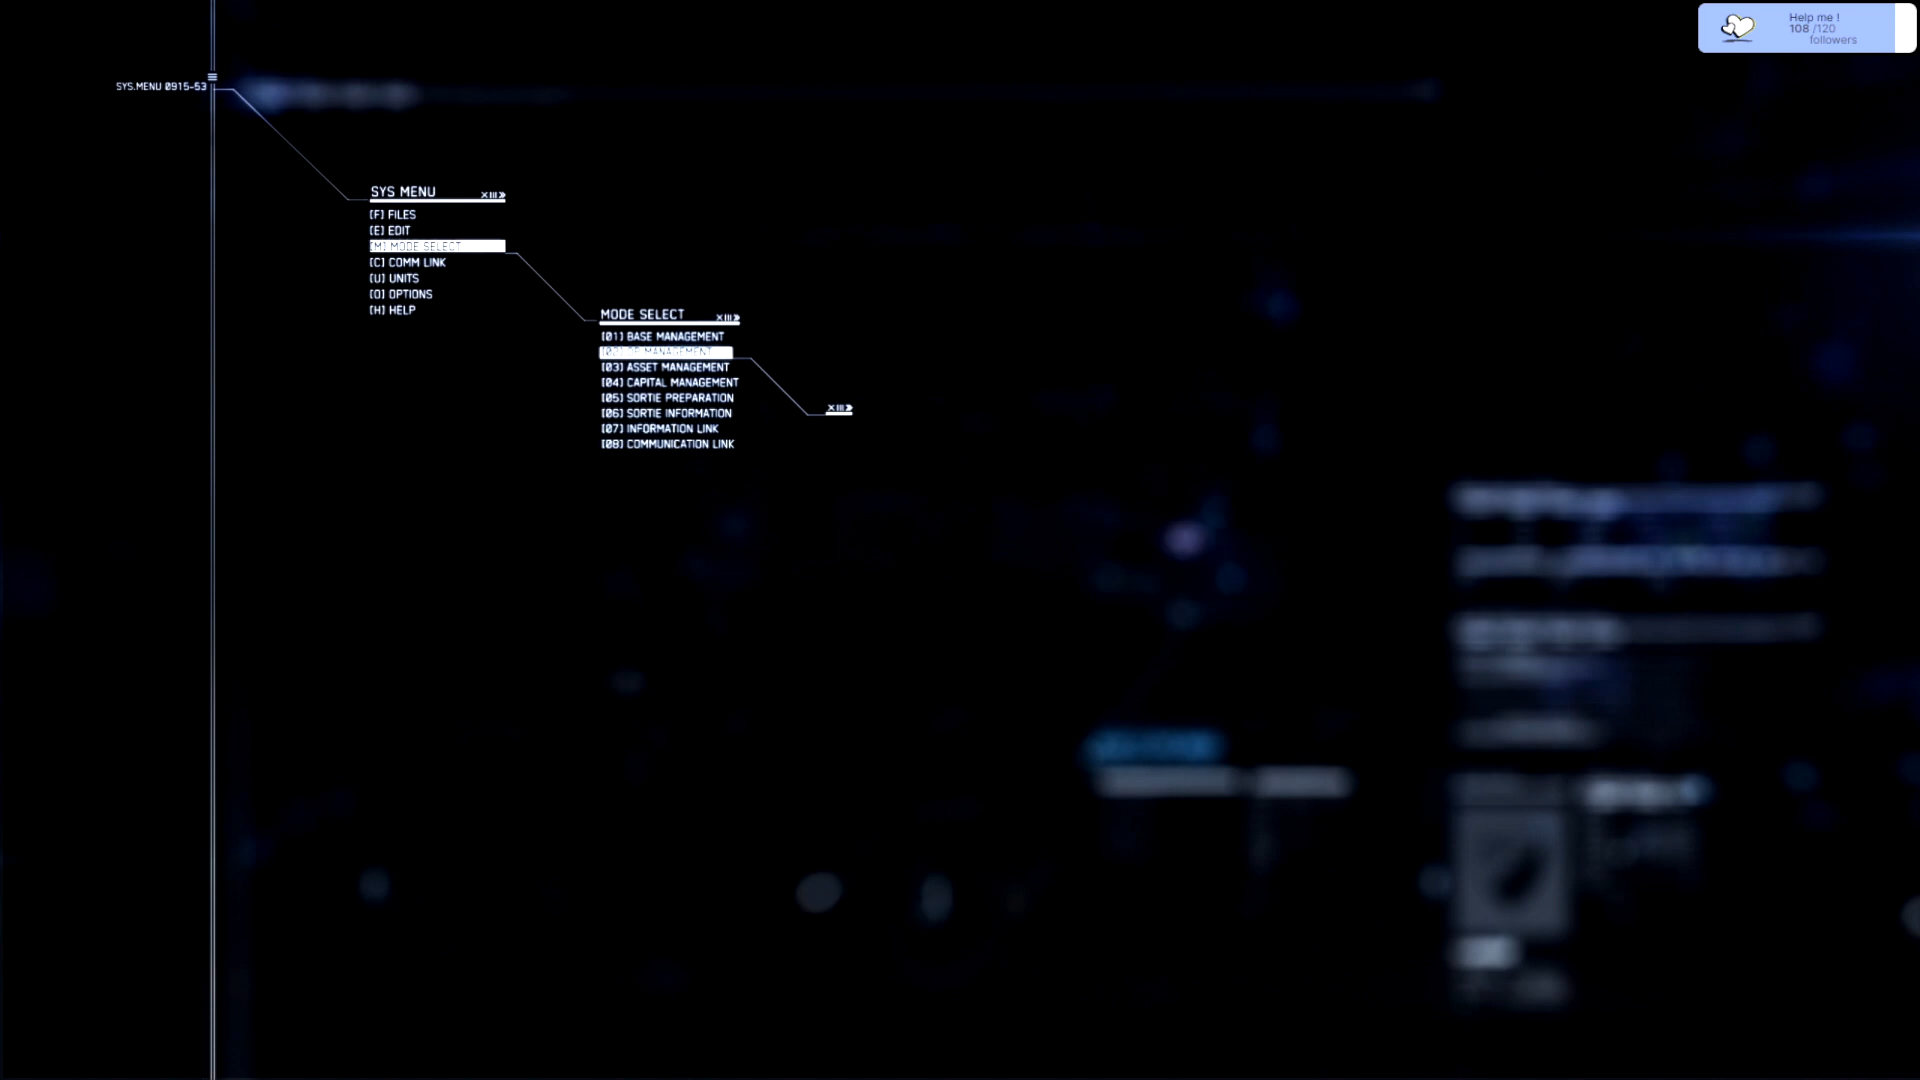 Help me !
108 /120
followers
SYS.MENU 0915-53
SYS MENU
[F] FILES
[E] EDIT
[M] MODE SELECT
[C] COMM LINK
[U] UNITS
[O] OPTIONS
[H] HELP
MODE SELECT
[01] BASE MANAGEMENT
[02] MANAGEMENT
[03] ASSET MANAGEMENT
[04] CAPITAL MANAGEMENT
[05] SORTIE PREPARATION
[06] SORTIE INFORMATION
[07] INFORMATION LINK
[08] COMMUNICATION LINK